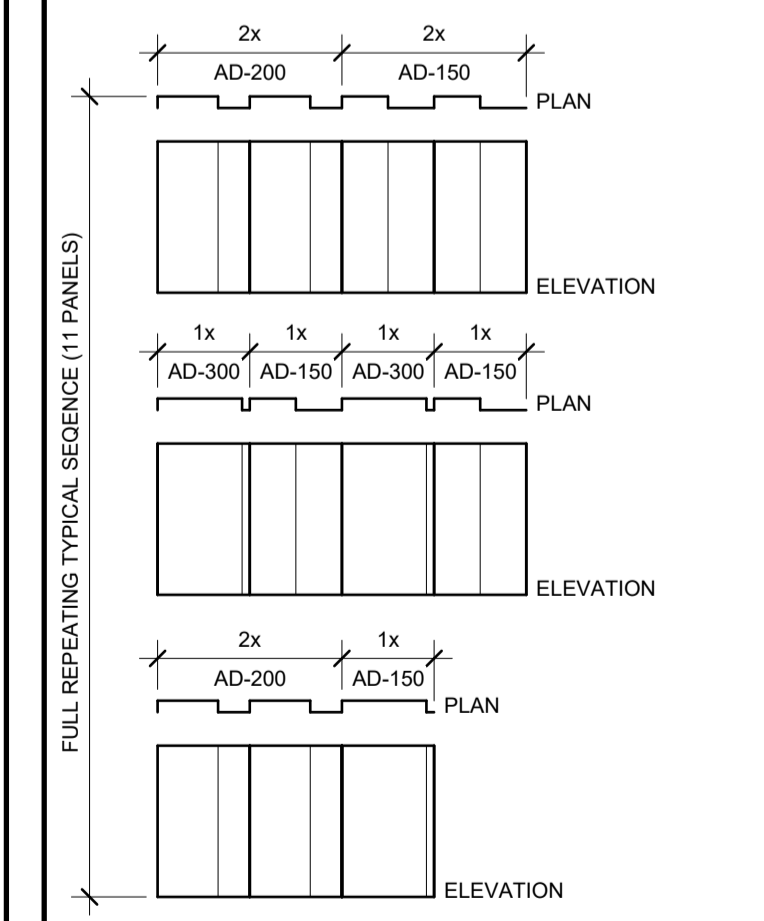 2x 2x
AD-200 AD-150
PLAN
ELEVATION
1x 1x 1x 1x
AD-300 AD-150 AD-300 AD-150
PLAN
ELEVATION
2x 1x
AD-200 AD-150
PLAN
ELEVATION
FULL REPEATING TYPICAL SEQENCE (11 PANELS)